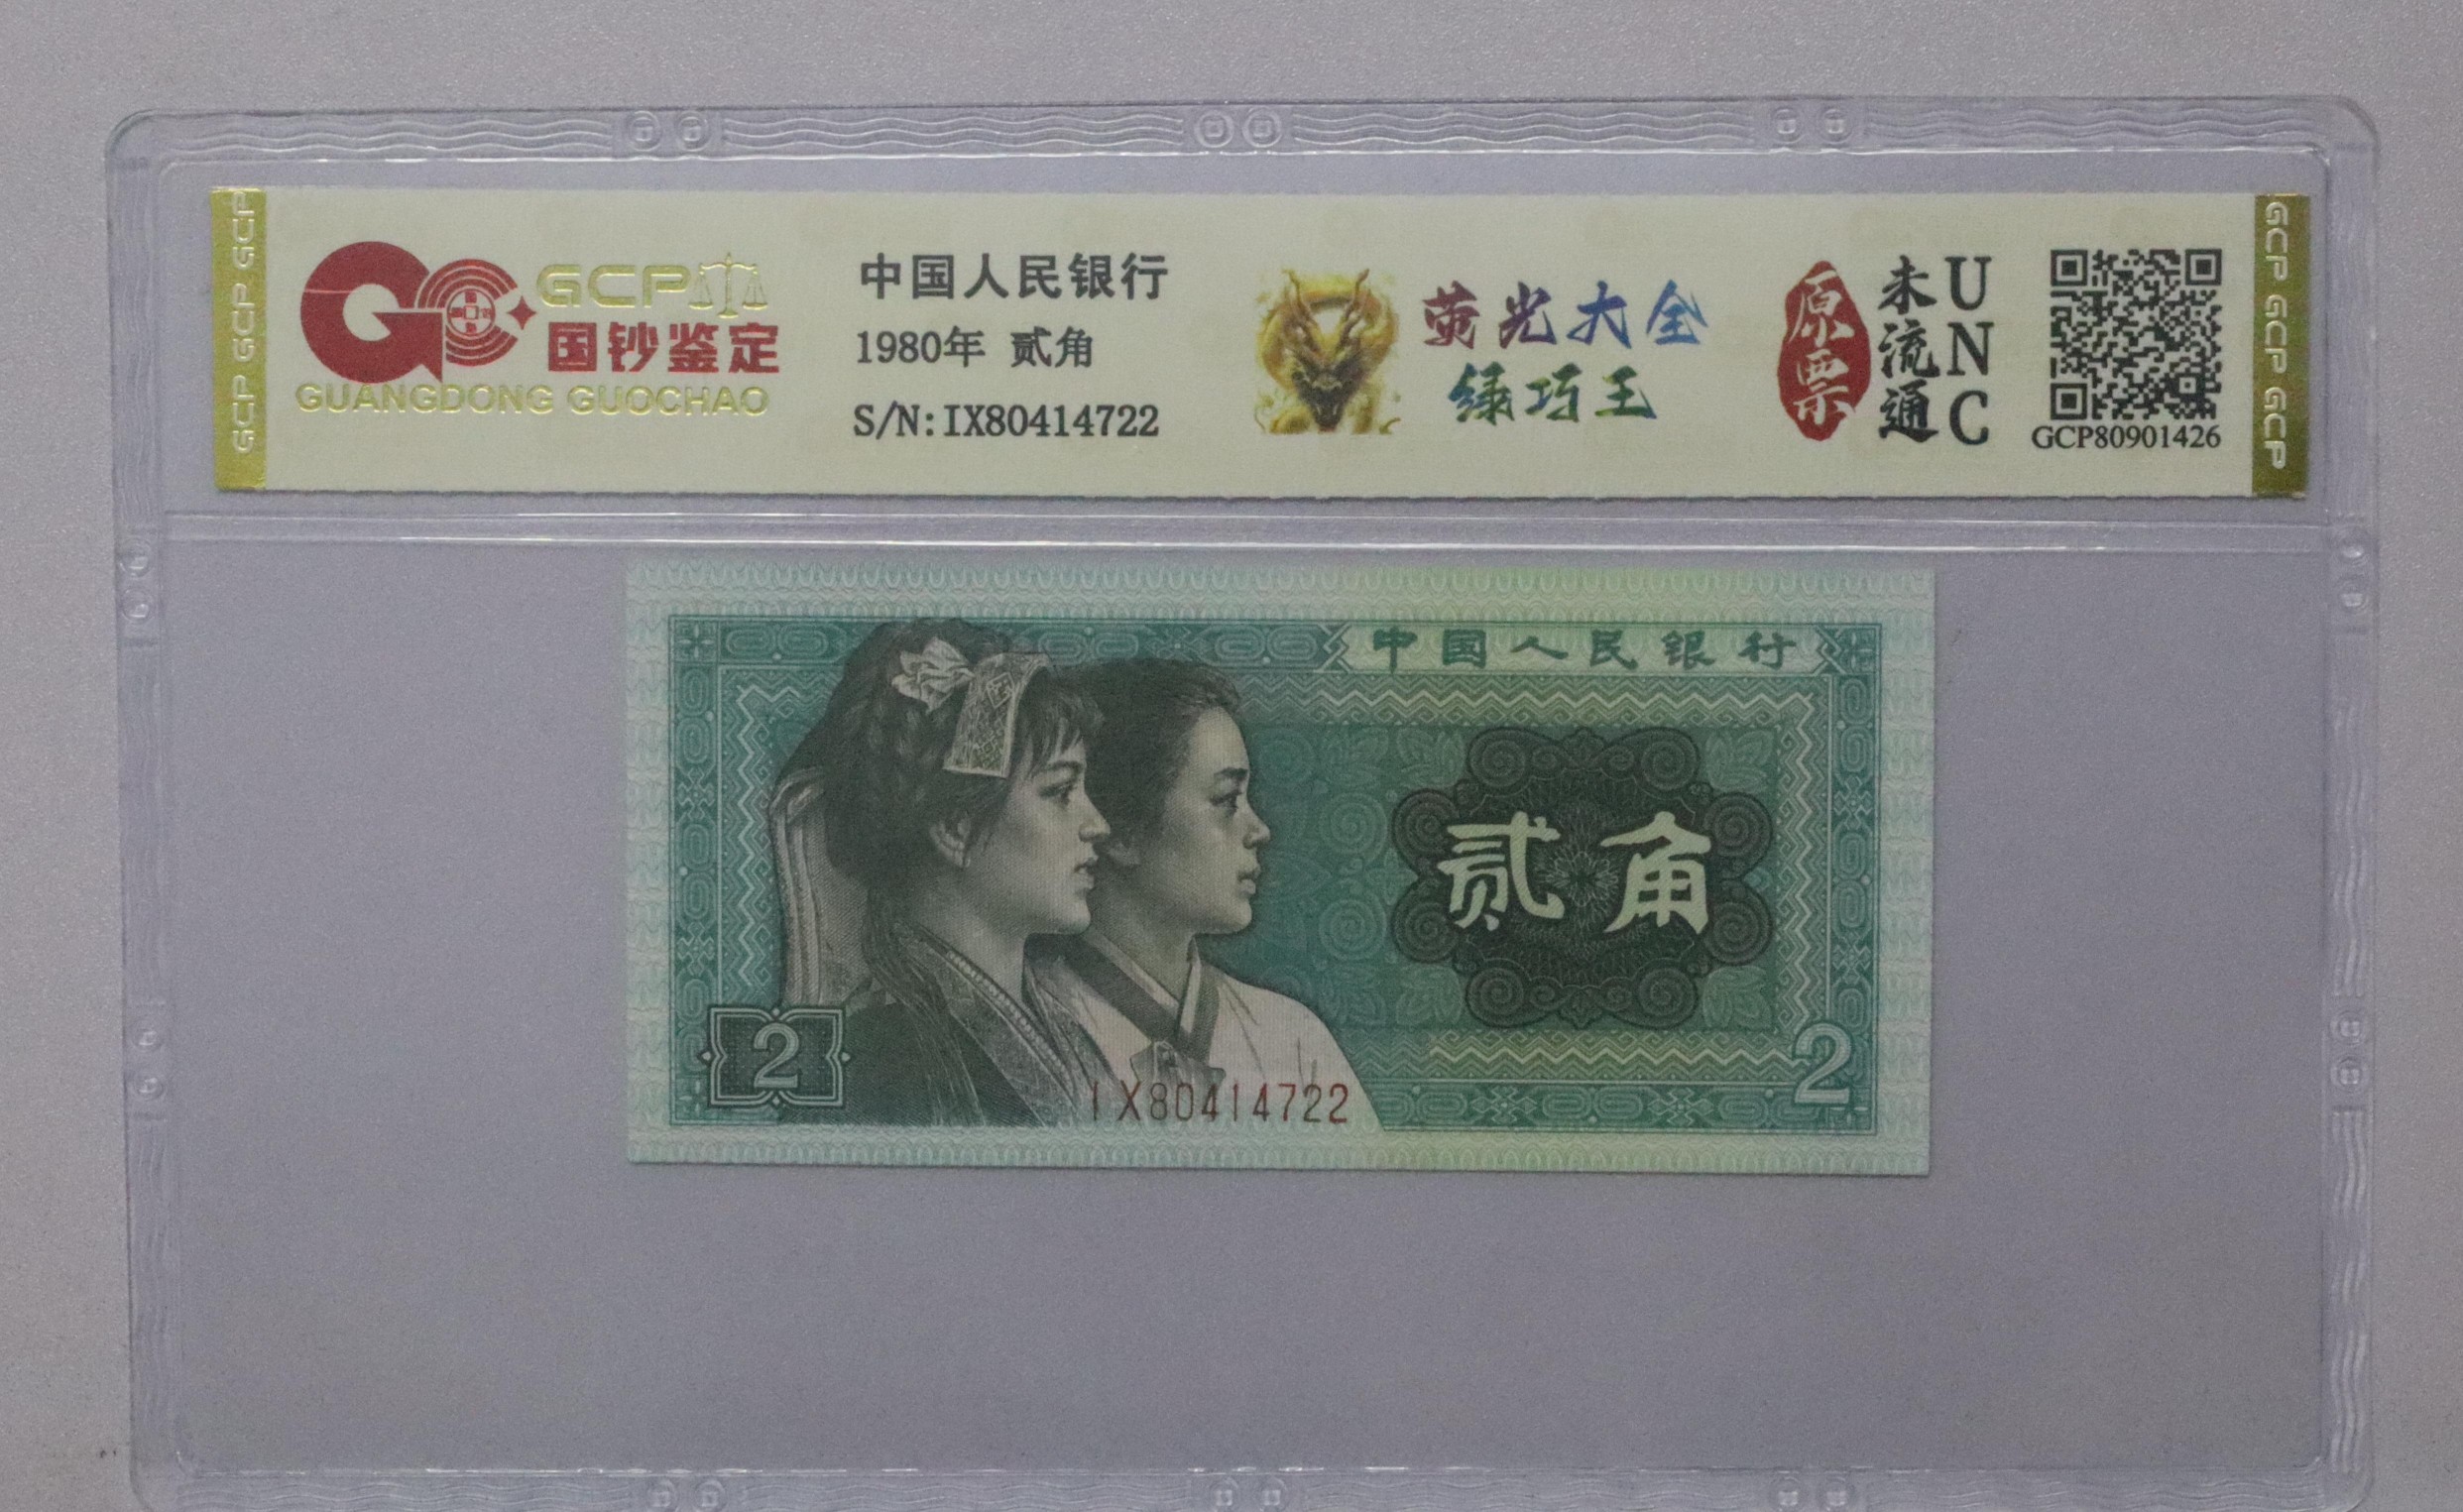 GCP GCP GCP
GCP
国钞鉴定
GUANGDONG GUOCHAO
中国人民银行
1980年 贰角
S/N:IX80414722
荧光大全
绿巧王
原票
未流通
UNC
GCP80901426
GCP GCP GCP
中国人民银行
贰角
2
2
IX80414722